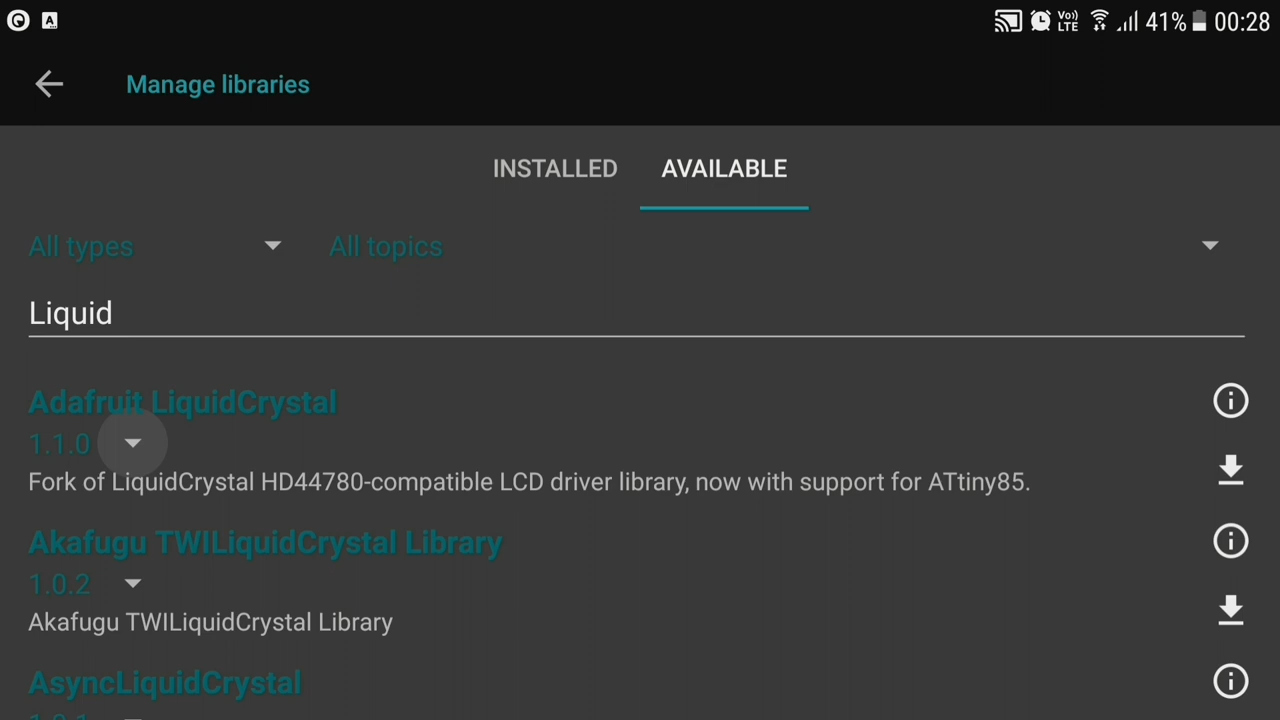 A
Vo)) LTE 41% 00:28
Manage libraries
INSTALLED AVAILABLE
All types All topics
Liquid
Adafruit LiquidCrystal
1.1.0
Fork of LiquidCrystal HD44780-compatible LCD driver library, now with support for ATtiny85.
Akafugu TWILiquidCrystal Library
1.0.2
Akafugu TWILiquidCrystal Library
AsyncLiquidCrystal